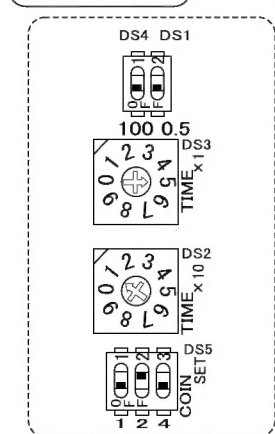 DS4 DS1
1 2
O F F
100 0.5
DS3
0 1 2 3 4 5 6 7 8 9
TIME ×1
DS2
0 1 2 3 4 5 6 7 8 9
TIME ×10
DS5
1 2 3
O F F
COIN SET
1 2 4